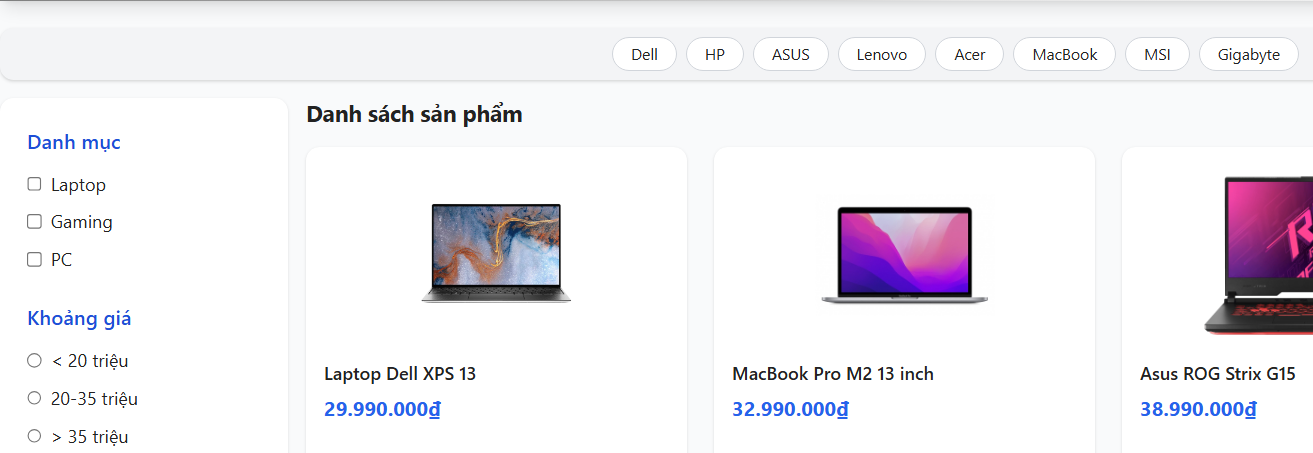 Dell HP ASUS Lenovo Acer MacBook MSI Gigabyte
Danh mục
Laptop
Gaming
PC
Khoảng giá
< 20 triệu
20-35 triệu
> 35 triệu
Danh sách sản phẩm
Laptop Dell XPS 13
29.990.000₫
MacBook Pro M2 13 inch
32.990.000₫
Asus ROG Strix G15
38.990.000₫